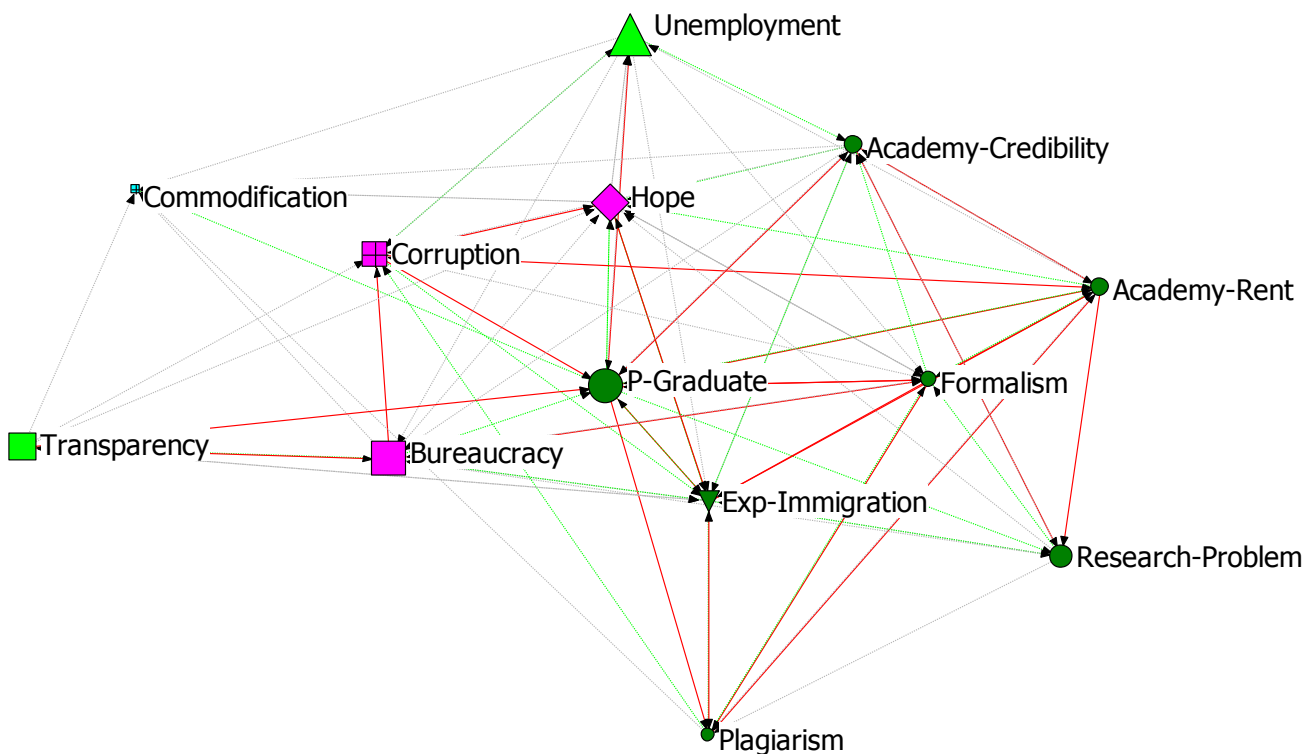 Unemployment
Academy-Credibility
Commodification
Hope
Corruption
Academy-Rent
P-Graduate
Formalism
Transparency
Bureaucracy
Exp-Immigration
Research-Problem
Plagiarism